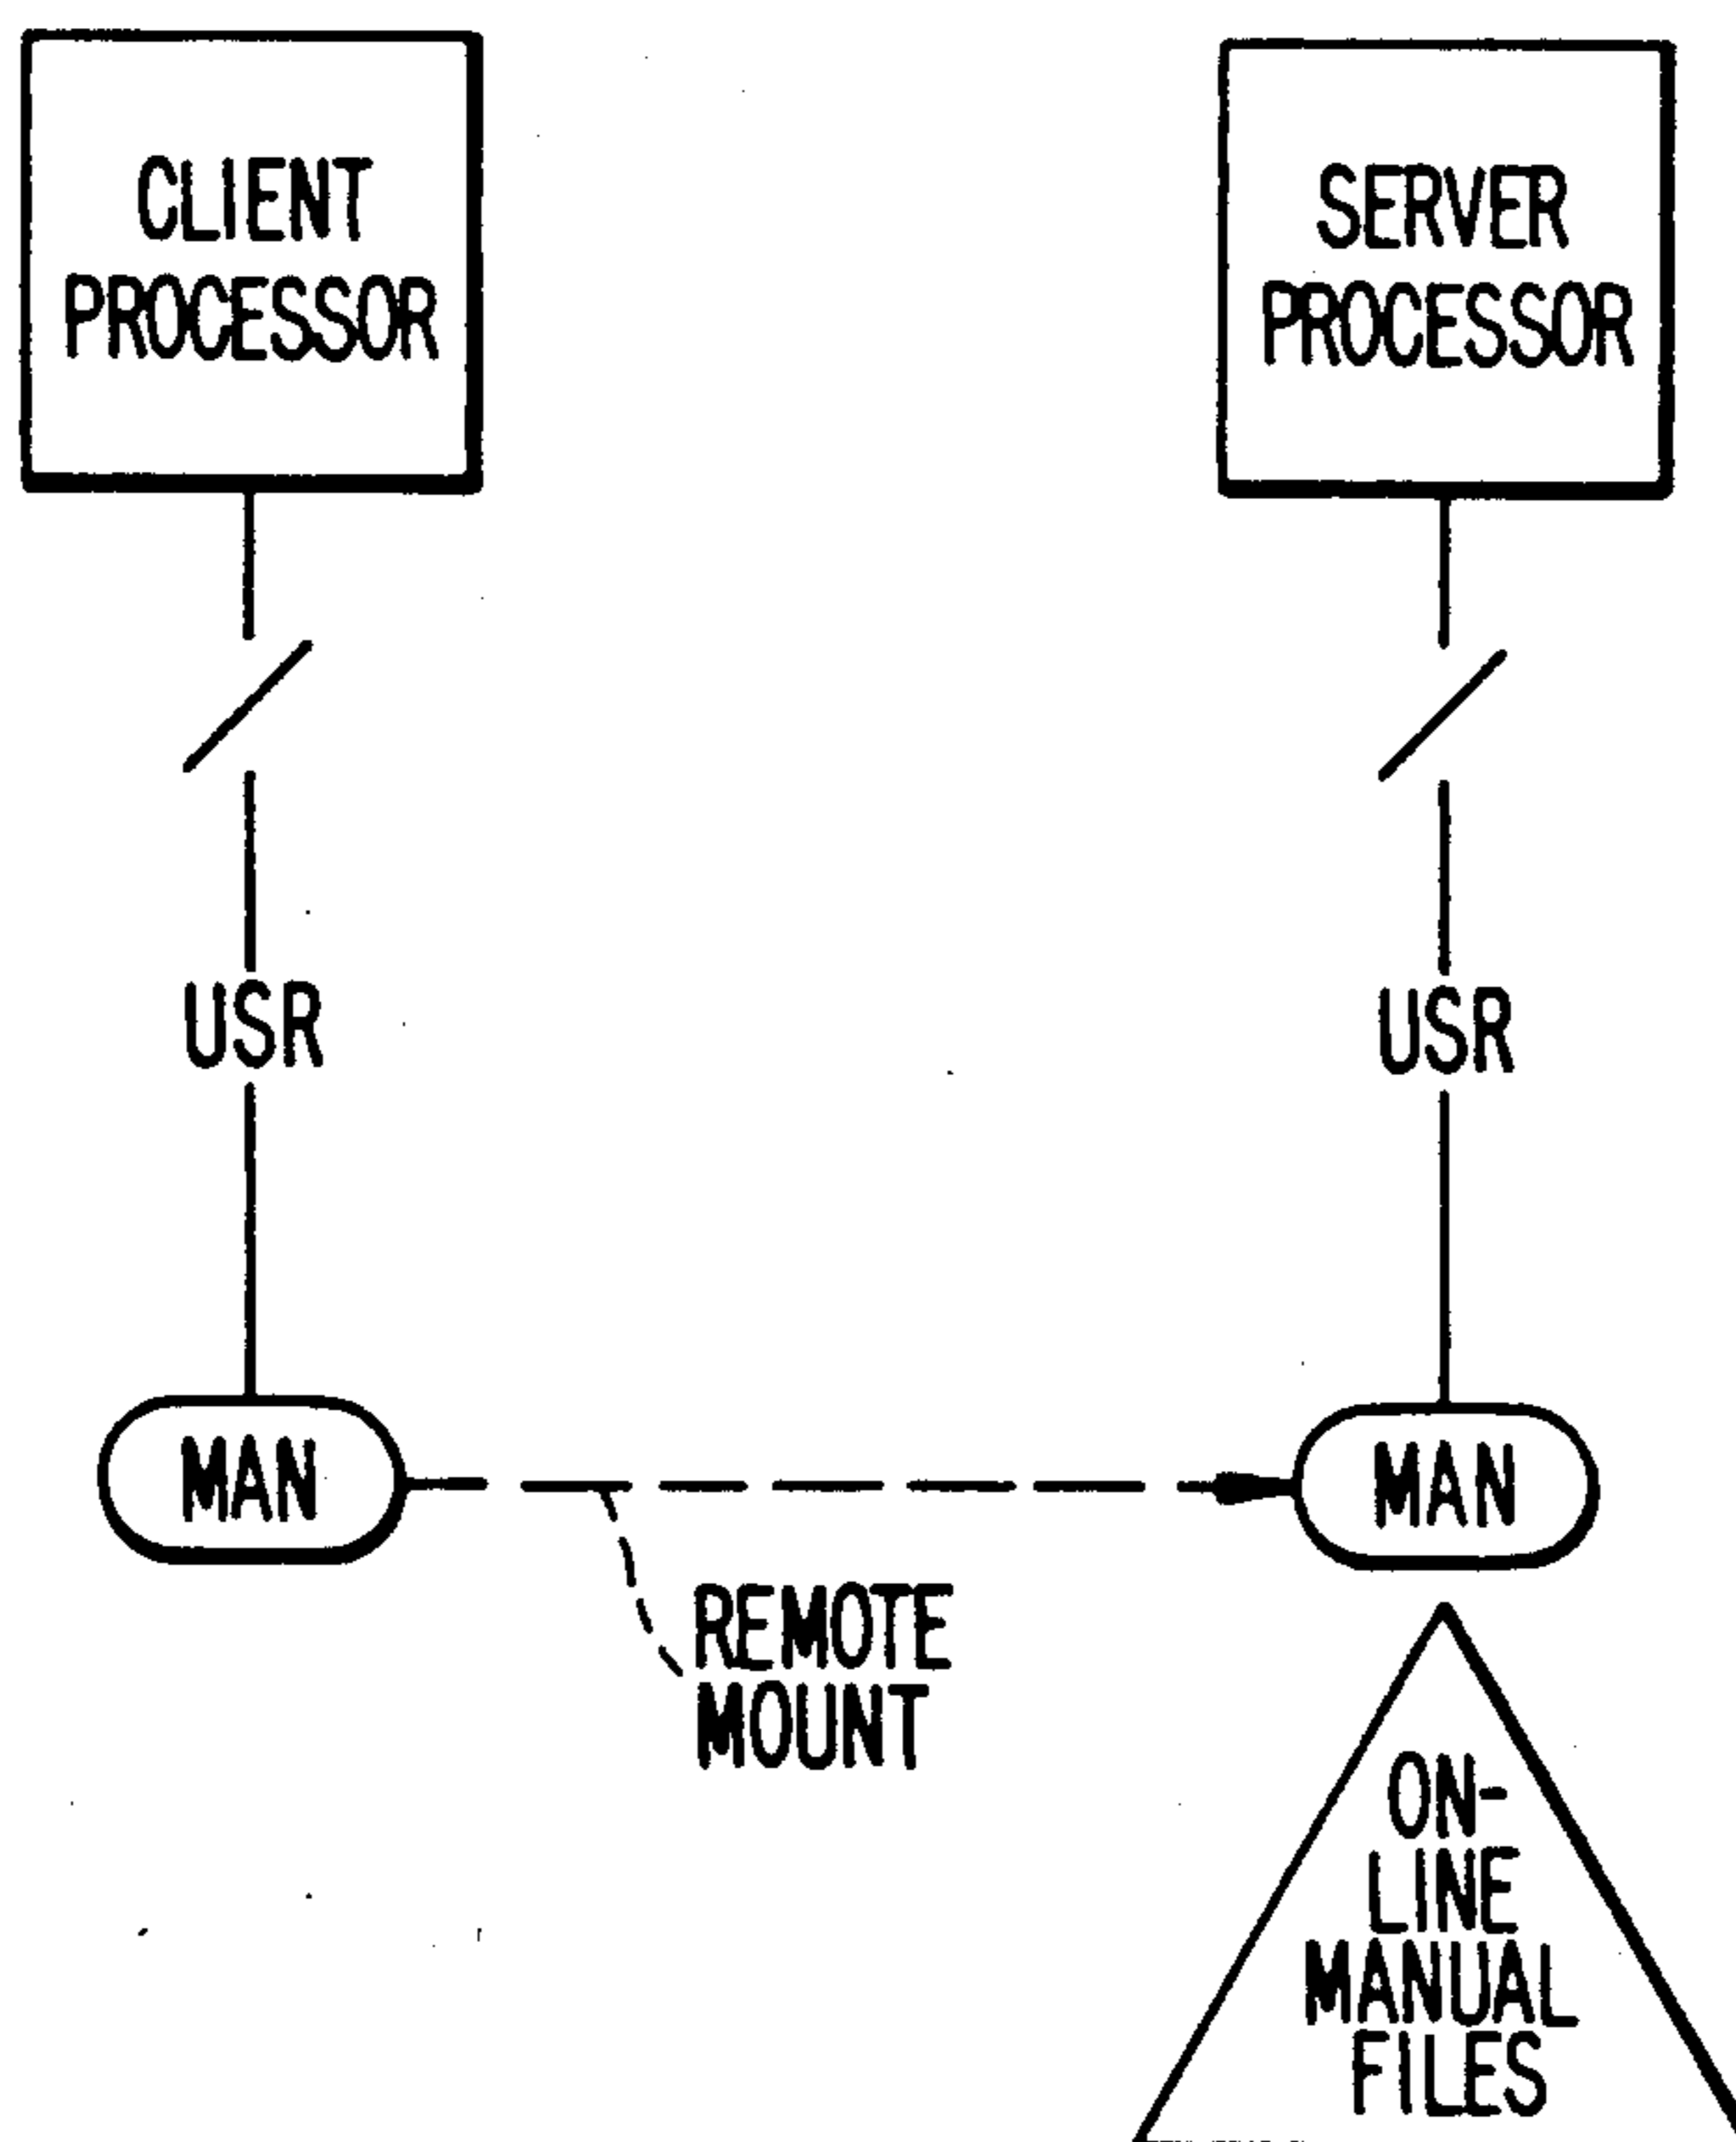 CLIENT
PROCESSOR
SERVER
PROCESSOR
/
/
USR
USR
MAN
MAN
REMOTE
MOUNT
ON-
LINE
MANUAL
FILES